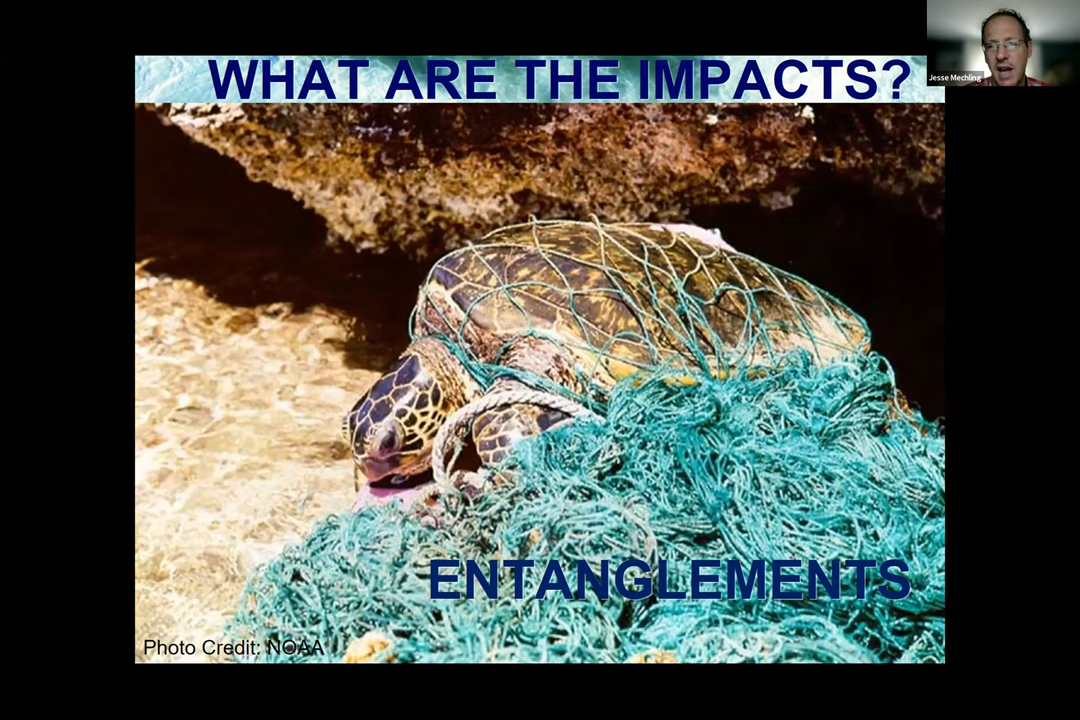 WHAT ARE THE IMPACTS?
Jesse Mechling
ENTANGLEMENTS
Photo Credit: NOAA